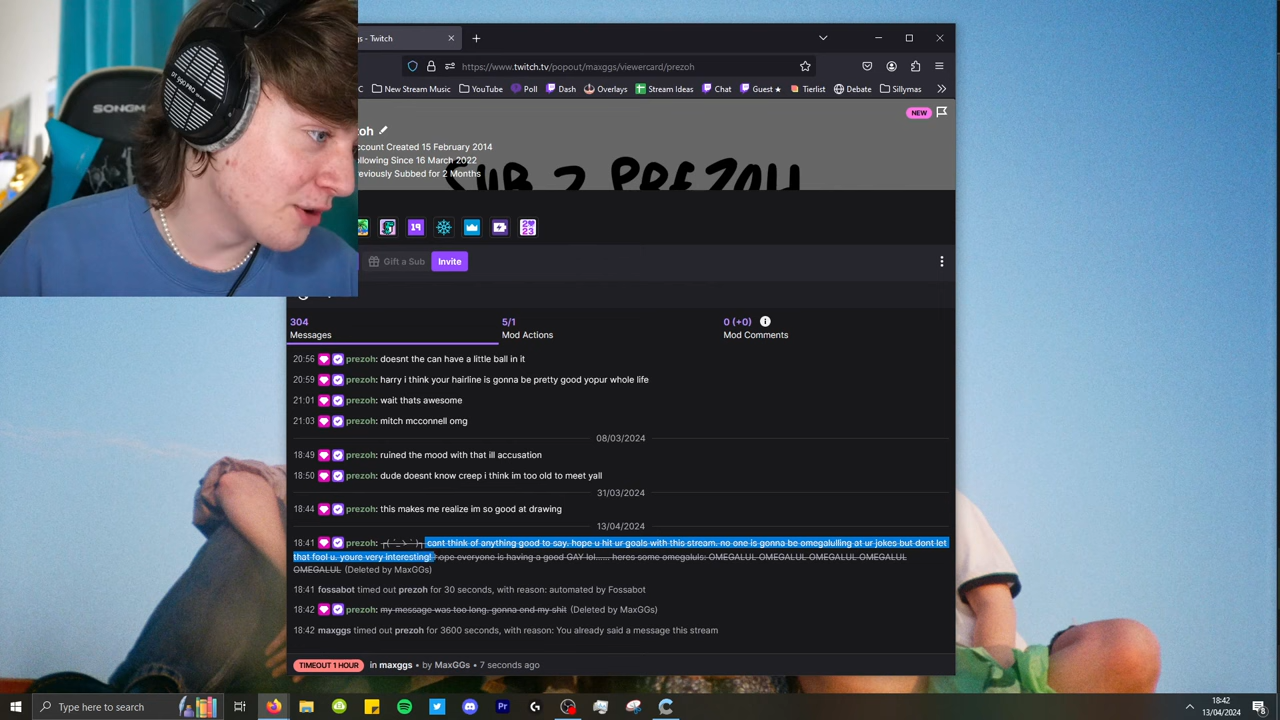 gs - Twitch
https://www.twitch.tv/popout/maxggs/viewercard/prezoh
C New Stream Music YouTube Poll Dash Overlays Stream Ideas Chat Guest ★ Tierlist Debate Sillymas
SONGM
DT 990 PRO
NEW
zoh
ccount Created 15 February 2014
ollowing Since 16 March 2022
reviously Subbed for 2 Months
SUB 2 PREZOH
19
Gift a Sub Invite
304 5/1 0 (+0)
Messages Mod Actions Mod Comments
20:56 prezoh: doesnt the can have a little ball in it
20:59 prezoh: harry i think your hairline is gonna be pretty good yopur whole life
21:01 prezoh: wait thats awesome
21:03 prezoh: mitch mcconnell omg
08/03/2024
18:49 prezoh: ruined the mood with that ill accusation
18:50 prezoh: dude doesnt know creep i think im too old to meet yall
31/03/2024
18:44 prezoh: this makes me realize im so good at drawing
13/04/2024
18:41 prezoh: cant think of anything good to say. hope u hit ur goals with this stream. no one is gonna be omegalulling at ur jokes but dont let
that fool u. youre very interesting! ope everyone is having a good GAY lol...... heres some omegaluls: OMEGALUL OMEGALUL OMEGALUL OMEGALUL
OMEGALUL (Deleted by MaxGGs)
18:41 fossabot timed out prezoh for 30 seconds, with reason: automated by Fossabot
18:42 prezoh: my message was too long. gonna end my shit (Deleted by MaxGGs)
18:42 maxggs timed out prezoh for 3600 seconds, with reason: You already said a message this stream
TIMEOUT 1 HOUR in maxggs • by MaxGGs • 7 seconds ago
Type here to search
18:42
13/04/2024
8